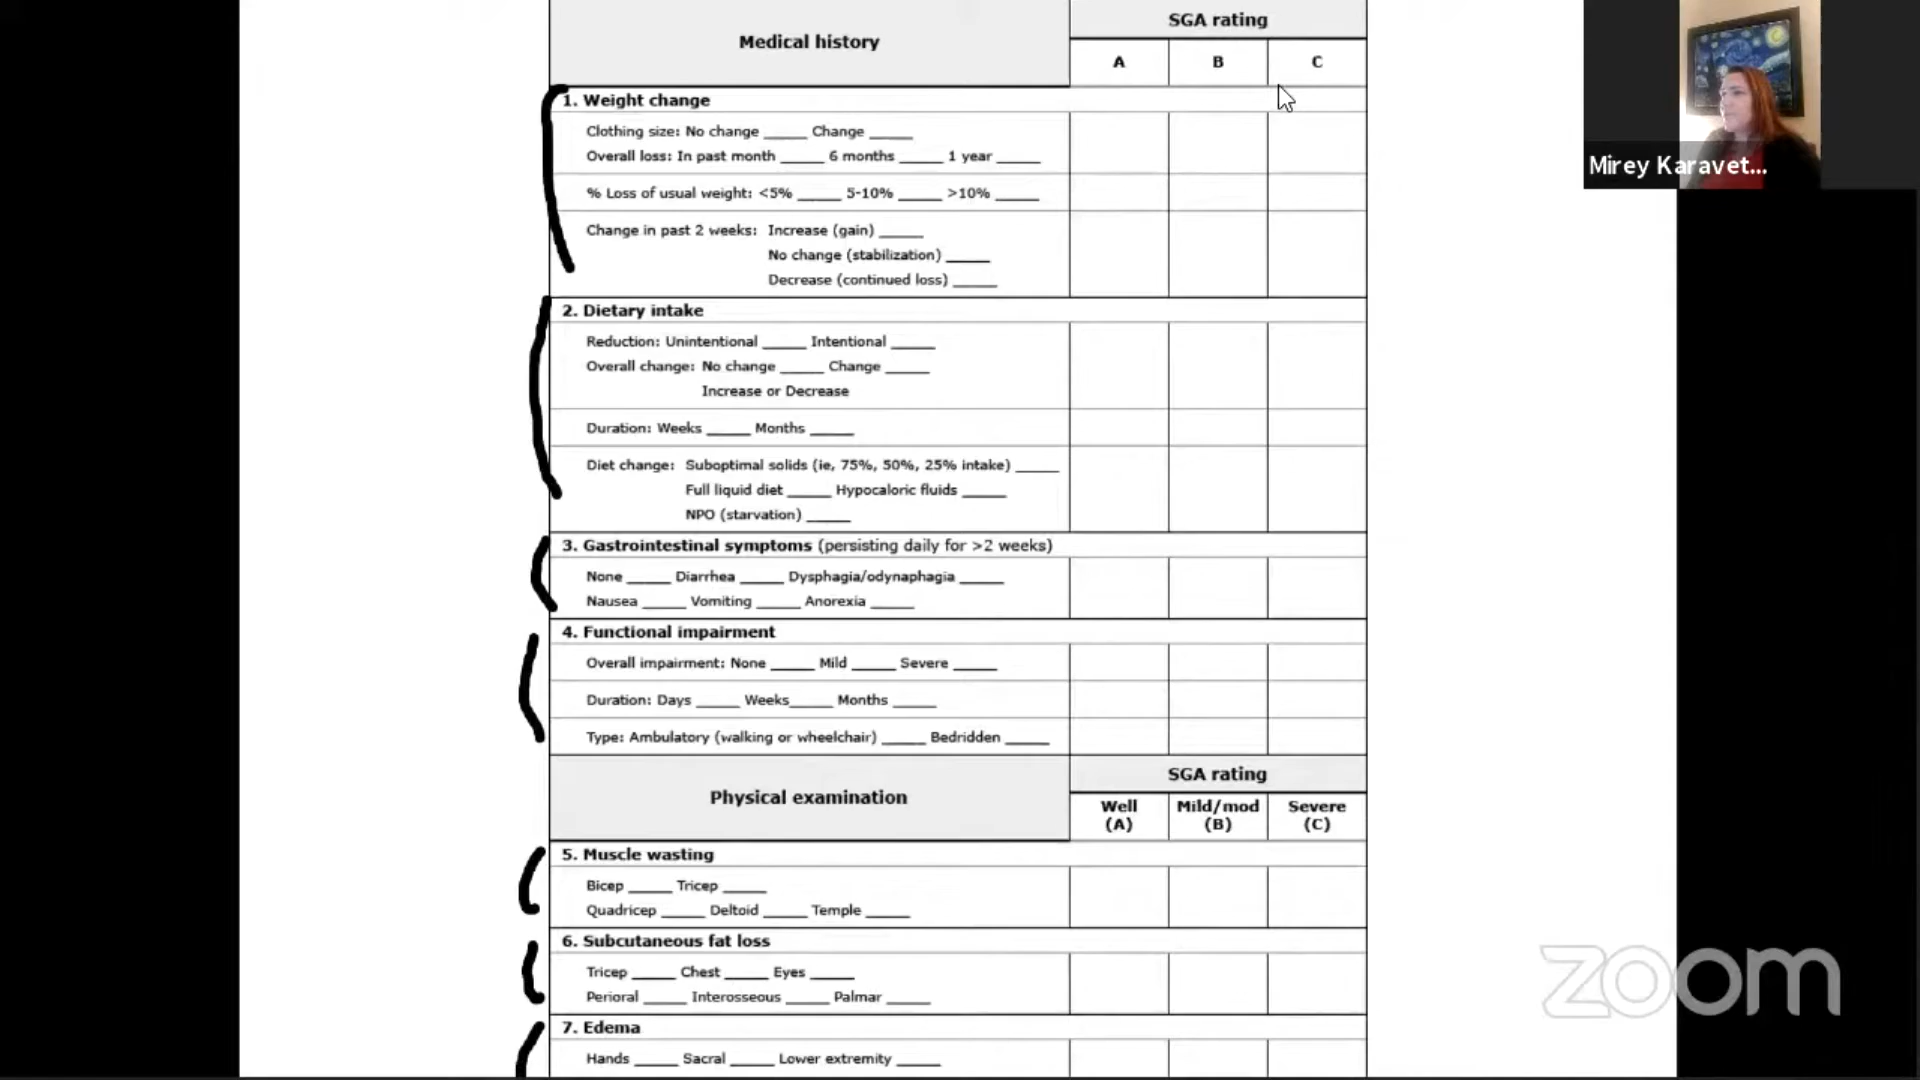 Medical history
SGA rating
A B C
1. Weight change
Clothing size: No change _____ Change _____
Overall loss: In past month _____ 6 months _____ 1 year _____
% Loss of usual weight: <5% _____ 5-10% _____ >10% _____
Change in past 2 weeks: Increase (gain) _____
No change (stabilization) _____
Decrease (continued loss) _____
2. Dietary intake
Reduction: Unintentional _____ Intentional _____
Overall change: No change _____ Change _____
Increase or Decrease
Duration: Weeks _____ Months _____
Diet change: Suboptimal solids (ie, 75%, 50%, 25% intake) _____
Full liquid diet _____ Hypocaloric fluids _____
NPO (starvation) _____
3. Gastrointestinal symptoms (persisting daily for >2 weeks)
None _____ Diarrhea _____ Dysphagia/odynaphagia _____
Nausea _____ Vomiting _____ Anorexia _____
4. Functional impairment
Overall impairment: None _____ Mild _____ Severe _____
Duration: Days _____ Weeks_____ Months _____
Type: Ambulatory (walking or wheelchair) _____ Bedridden _____
Physical examination
SGA rating
Well (A) Mild/mod (B) Severe (C)
5. Muscle wasting
Bicep _____ Tricep _____
Quadricep _____ Deltoid _____ Temple _____
6. Subcutaneous fat loss
Tricep _____ Chest _____ Eyes _____
Perioral _____ Interosseous _____ Palmar _____
7. Edema
Hands _____ Sacral _____ Lower extremity _____
Mirey Karavet...
zoom